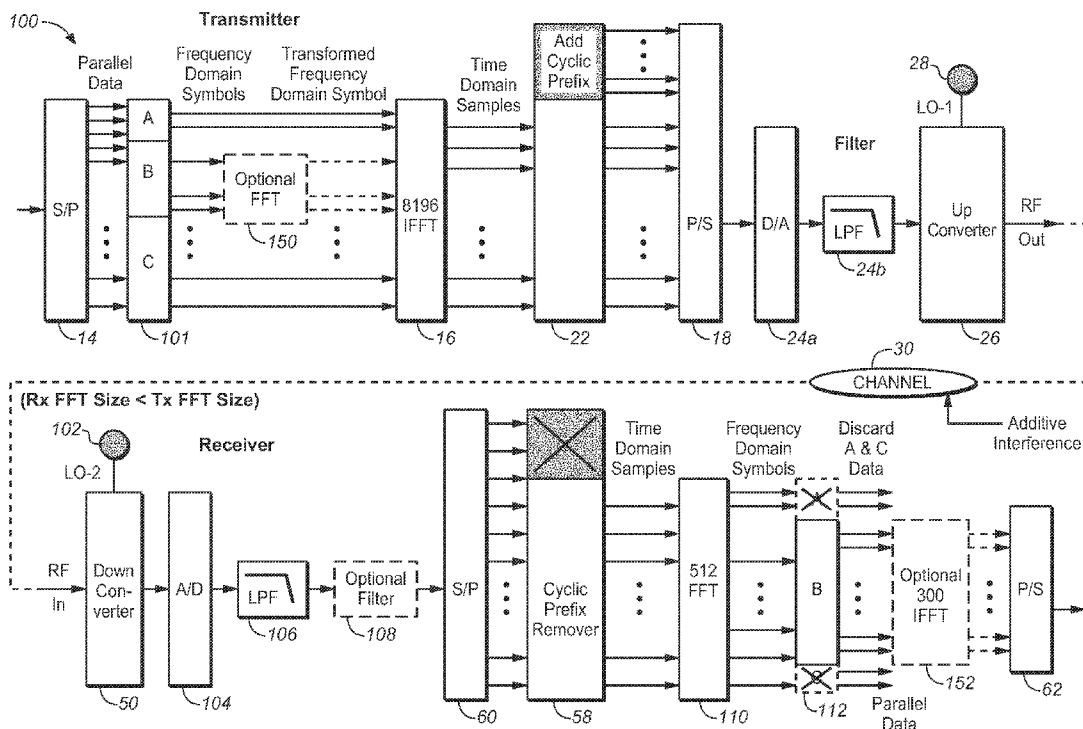 100
Transmitter
Parallel
Data
Frequency
Domain
Symbols
Transformed
Frequency
Domain Symbol
Time
Domain
Samples
Add
Cyclic
Prefix
28
LO-1
Filter
S/P
A
B
C
Optional
FFT
150
8196
IFFT
P/S
D/A
LPF
24b
Up
Converter
RF
Out
14
101
16
22
18
24a
26
30
CHANNEL
Additive
Interference
(Rx FFT Size < Tx FFT Size)
102
LO-2
Receiver
Time
Domain
Samples
Frequency
Domain
Symbols
Discard
A & C
Data
RF
In
Down
Con-
verter
A/D
LPF
106
Optional
Filter
108
S/P
Cyclic
Prefix
Remover
512
FFT
A
B
C
Optional
300
IFFT
P/S
50
104
60
58
110
112
Parallel
Data
152
62